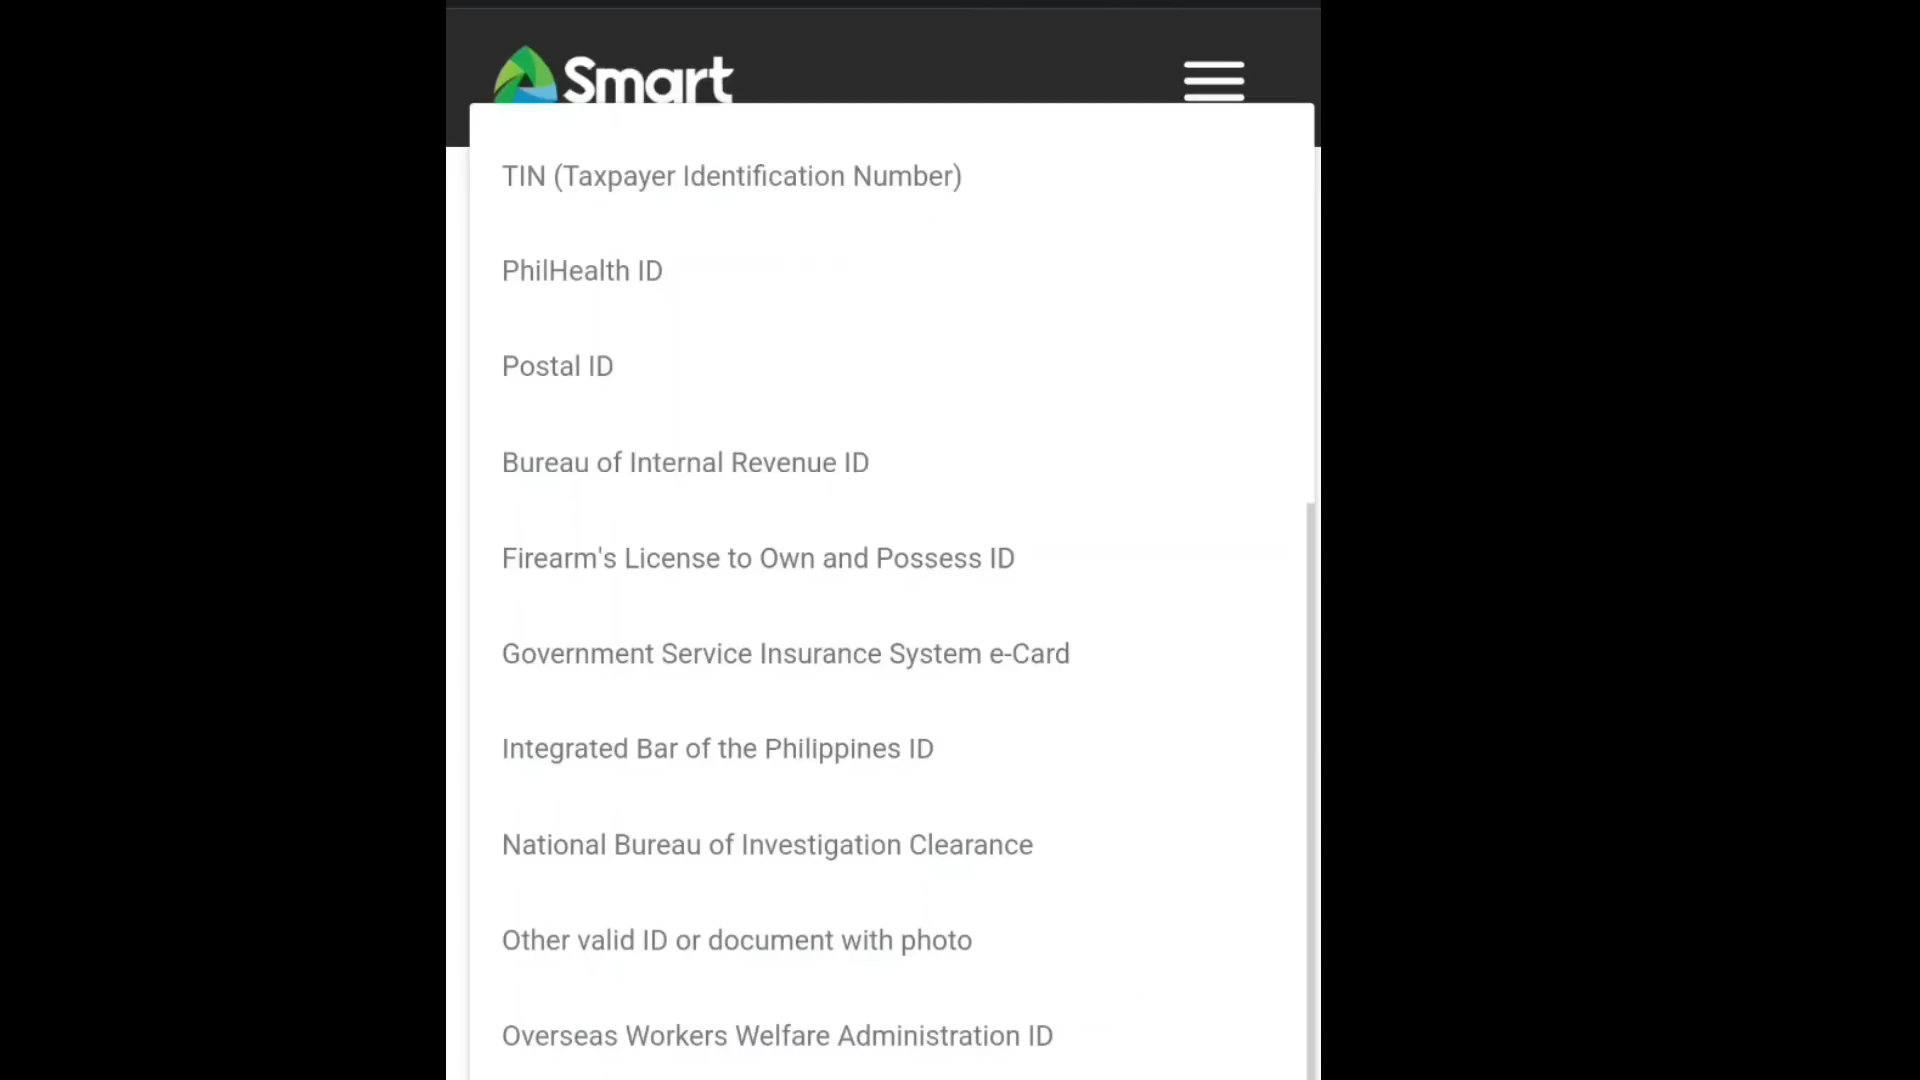 Smart
TIN (Taxpayer Identification Number)
PhilHealth ID
Postal ID
Bureau of Internal Revenue ID
Firearm's License to Own and Possess ID
Government Service Insurance System e-Card
Integrated Bar of the Philippines ID
National Bureau of Investigation Clearance
Other valid ID or document with photo
Overseas Workers Welfare Administration ID